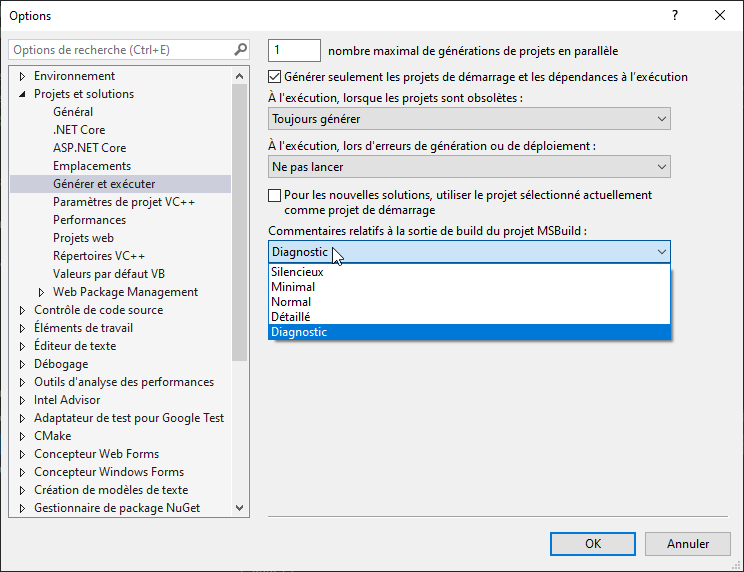 Options
?
Options de recherche (Ctrl+E)
Environnement
Projets et solutions
Général
.NET Core
ASP.NET Core
Emplacements
Générer et exécuter
Paramètres de projet VC++
Performances
Projets web
Répertoires VC++
Valeurs par défaut VB
Web Package Management
Contrôle de code source
Éléments de travail
Éditeur de texte
Débogage
Outils d'analyse des performances
Intel Advisor
Adaptateur de test pour Google Test
CMake
Concepteur Web Forms
Concepteur Windows Forms
Création de modèles de texte
Gestionnaire de package NuGet
1 nombre maximal de générations de projets en parallèle
Générer seulement les projets de démarrage et les dépendances à l'exécution
À l'exécution, lorsque les projets sont obsolètes :
Toujours générer
À l'exécution, lors d'erreurs de génération ou de déploiement :
Ne pas lancer
Pour les nouvelles solutions, utiliser le projet sélectionné actuellement
comme projet de démarrage
Commentaires relatifs à la sortie de build du projet MSBuild :
Diagnostic
Silencieux
Minimal
Normal
Détaillé
Diagnostic
OK
Annuler